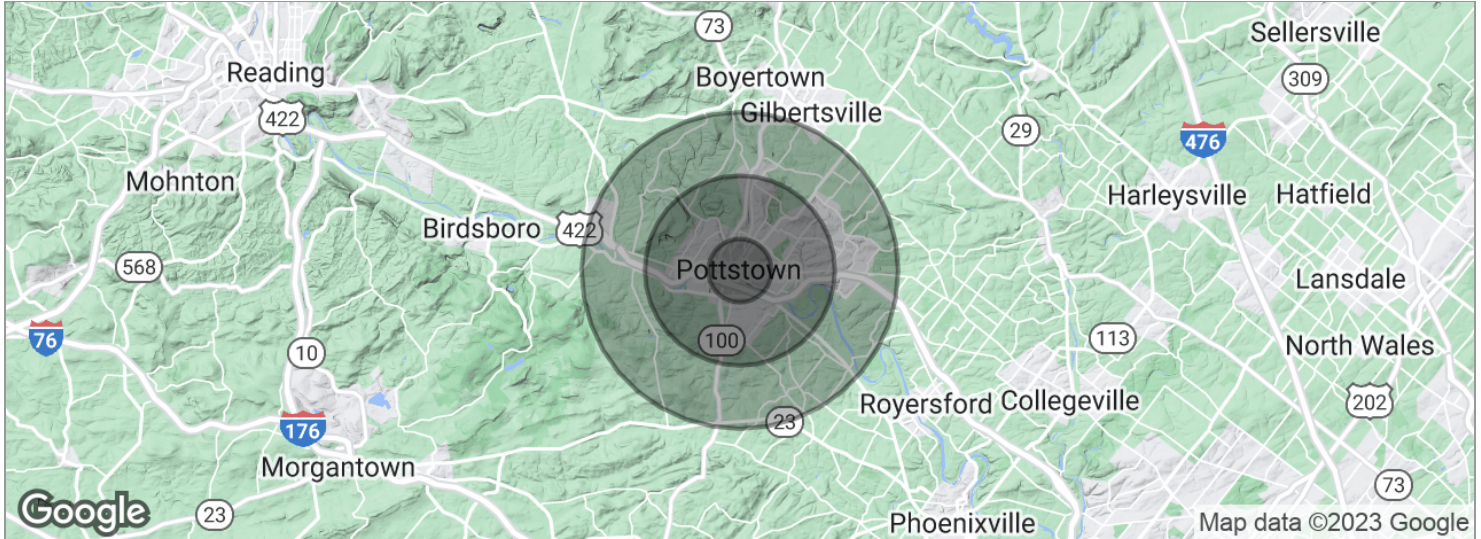 73
Sellersville
Reading
Boyertown
309
Gilbertsville
422
29
476
Mohnton
Harleysville
Hatfield
Birdsboro
422
568
Pottstown
Lansdale
76
10
100
113
North Wales
Royersford
Collegeville
202
23
176
Morgantown
73
Google
23
Phoenixville
Map data ©2023 Google